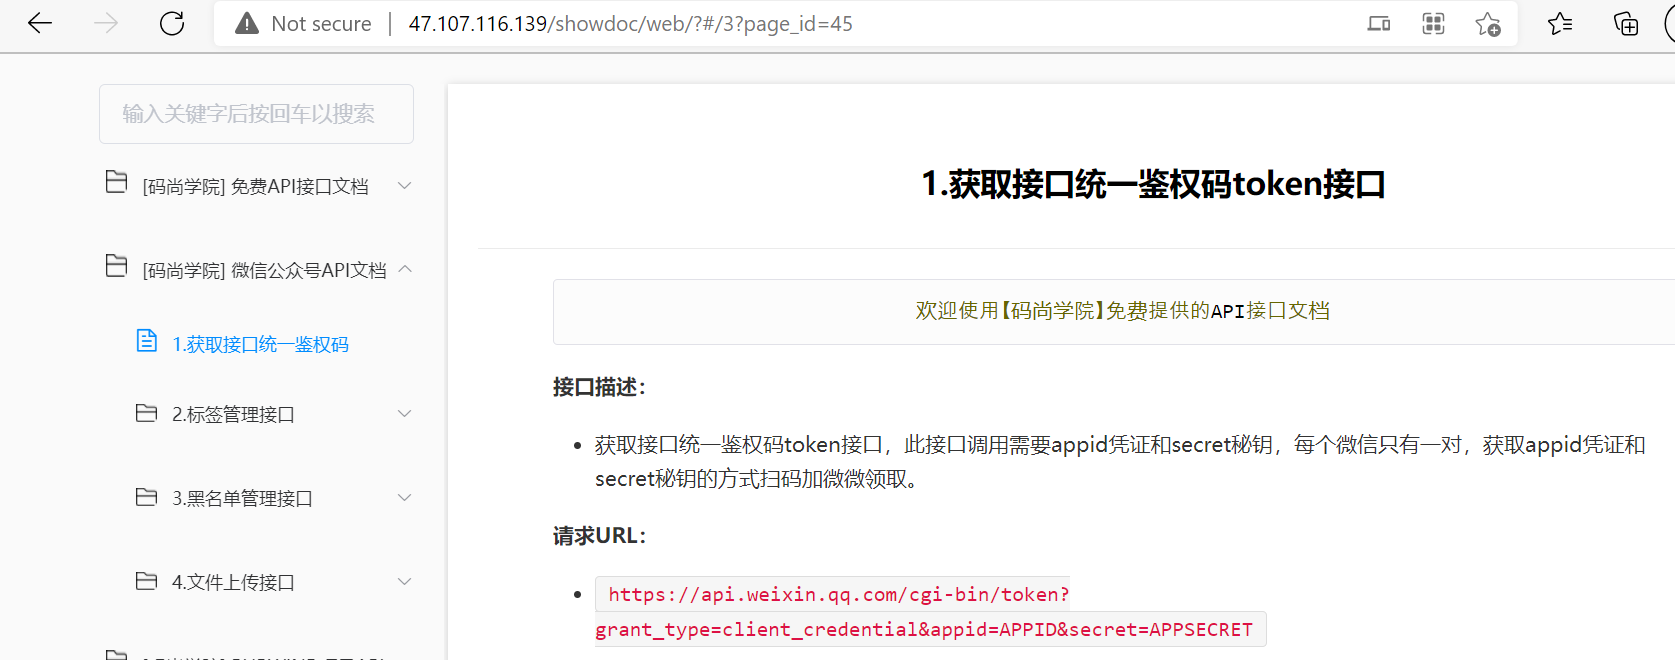 Not secure
47.107.116.139/showdoc/web/?#/3?page_id=45
输入关键字后按回车以搜索
[码尚学院] 免费API接口文档
[码尚学院] 微信公众号API文档
1.获取接口统一鉴权码
2.标签管理接口
3.黑名单管理接口
4.文件上传接口
1.获取接口统一鉴权码token接口
欢迎使用【码尚学院】免费提供的API接口文档
接口描述：
获取接口统一鉴权码token接口，此接口调用需要appid凭证和secret秘钥，每个微信只有一对，获取appid凭证和
secret秘钥的方式扫码加微微领取。
请求URL：
https://api.weixin.qq.com/cgi-bin/token?
grant_type=client_credential&appid=APPID&secret=APPSECRET